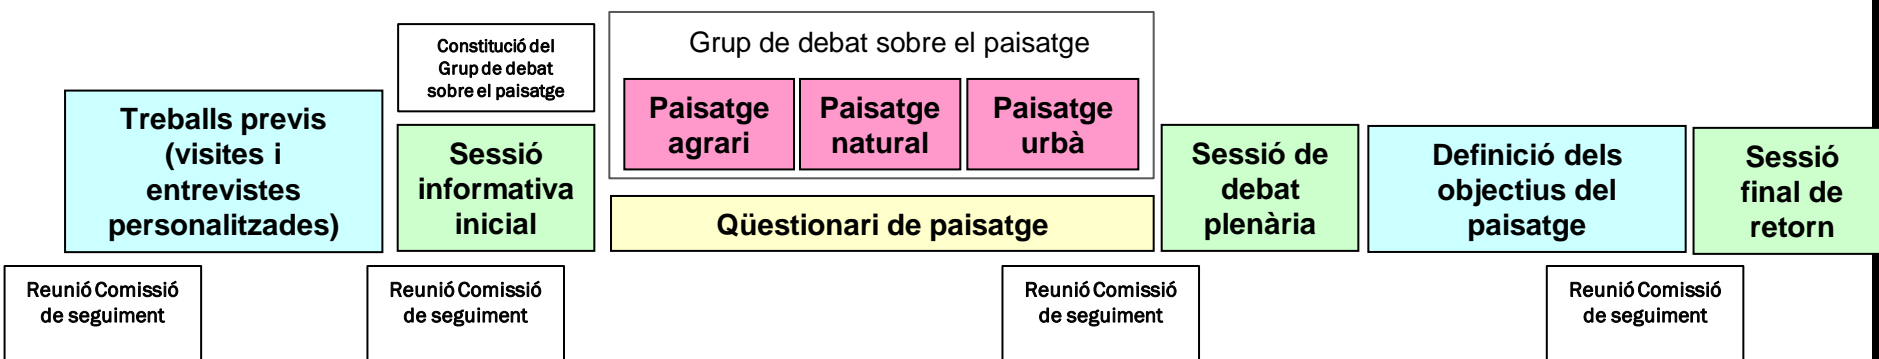 Constitució del
Grup de debat
sobre el paisatge
Grup de debat sobre el paisatge
Treballs previs
(visites i
entrevistes
personalitzades)
Sessió
informativa
inicial
Paisatge
agrari
Paisatge
natural
Paisatge
urbà
Qüestionari de paisatge
Sessió de
debat
plenària
Definició dels
objectius del
paisatge
Sessió
final de
retorn
Reunió Comissió
de seguiment
Reunió Comissió
de seguiment
Reunió Comissió
de seguiment
Reunió Comissió
de seguiment